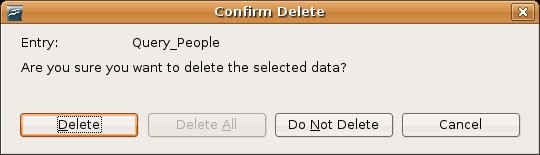 Confirm Delete
Entry: Query_People
Are you sure you want to delete the selected data?
Delete Delete All Do Not Delete Cancel